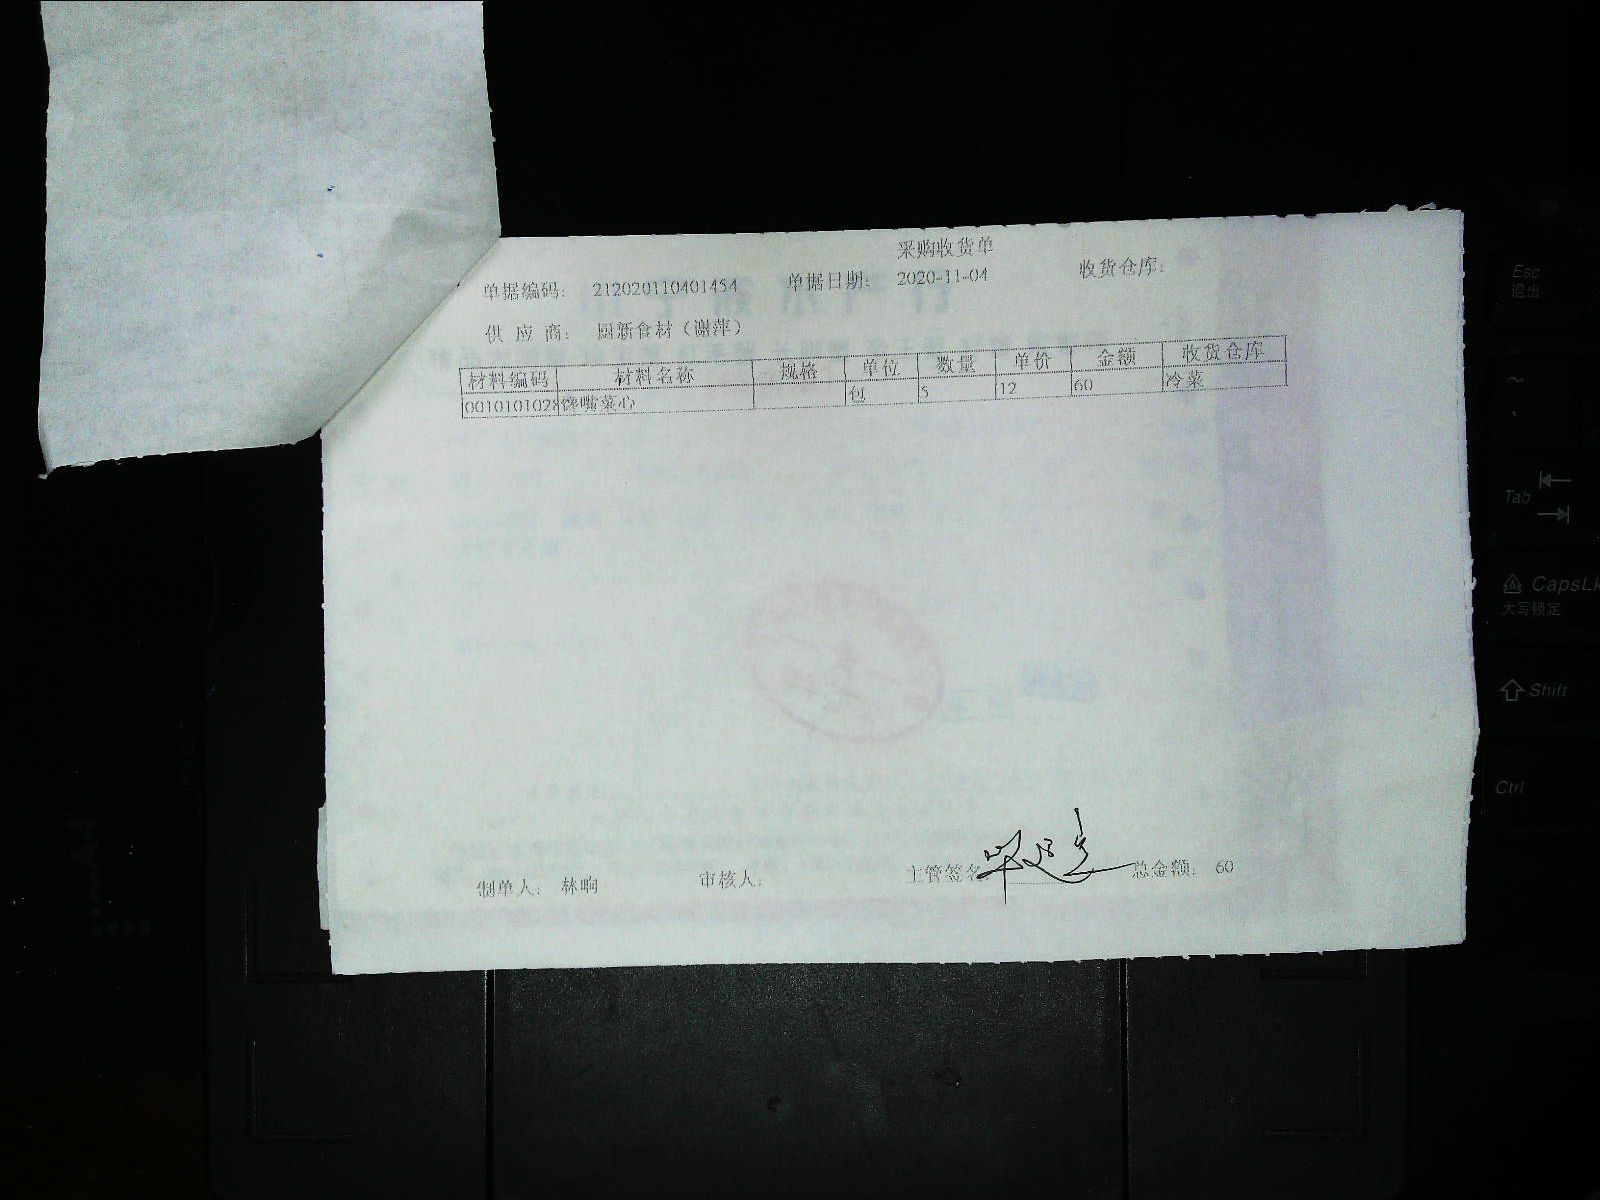 采购收货单
单据编码: 212020110401454 单据日期: 2020-11-04 收货仓库:
供应商: 厨新食材(谢萍)
材料编码 材料名称 规格 单位 数量 单价 金额 收货仓库
0010101028 馋嘴菜心 包 5 12 60 冷菜
制单人: 林晌 审核人: 主管签名 总金额: 60
Esc
退出
~
Tab
CapsLk
大写锁定
Shift
Ctrl